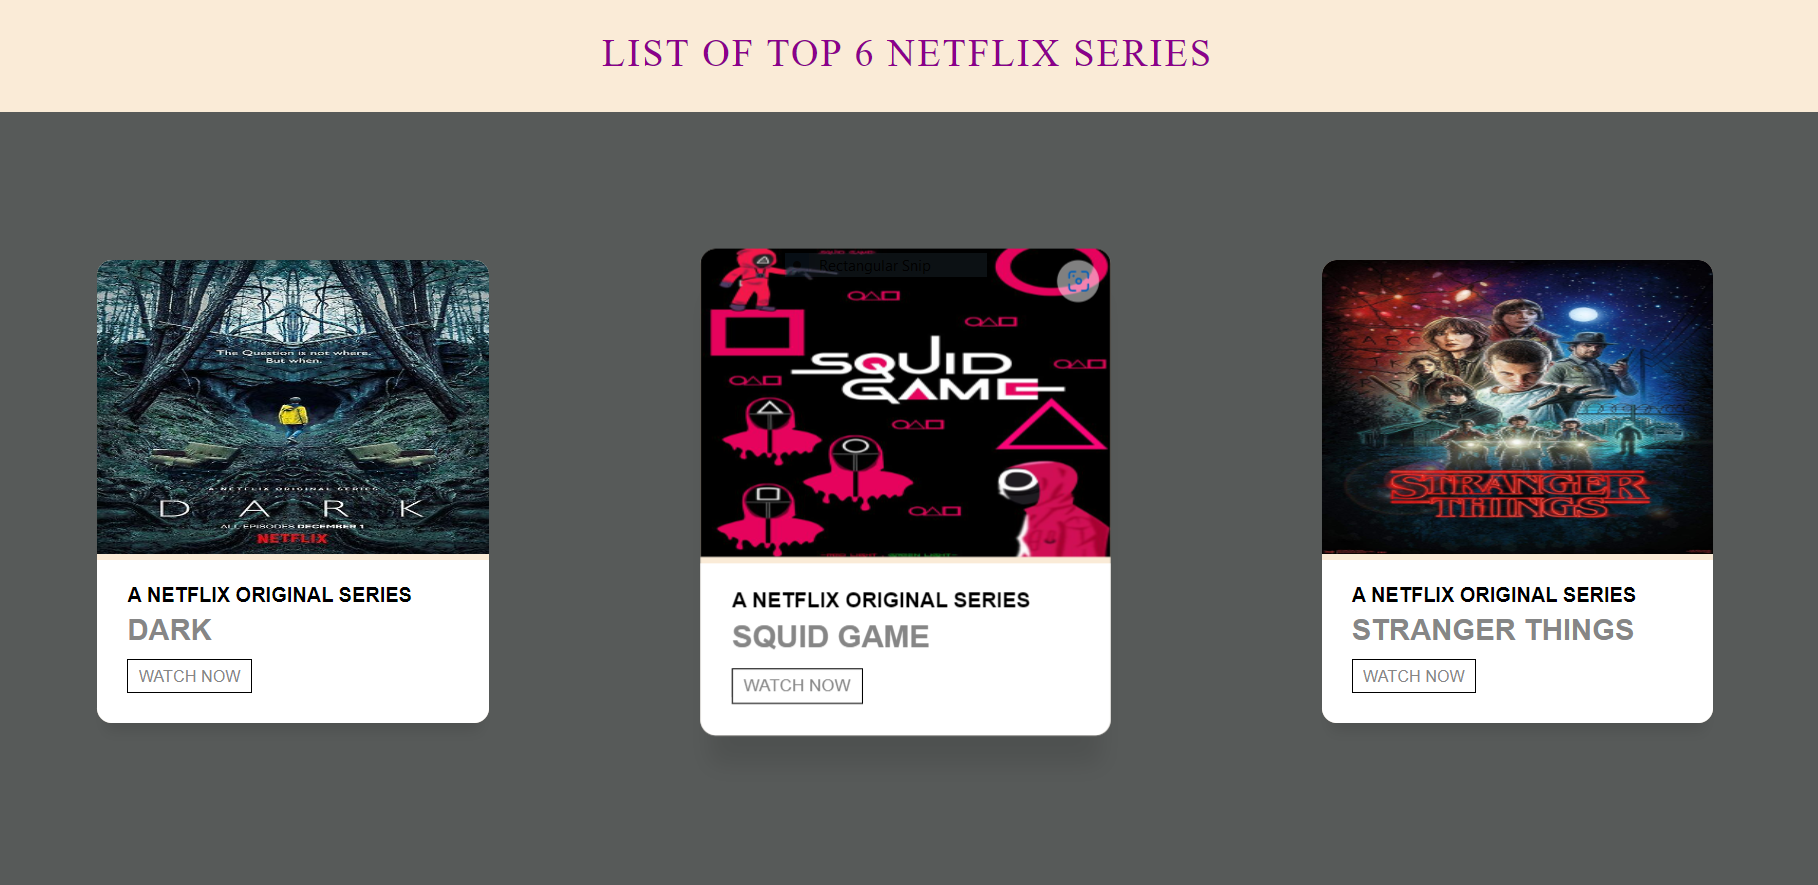 LIST OF TOP 6 NETFLIX SERIES
The Question is not where.
But when.
A NETFLIX ORIGINAL SERIES
DARK
ALL EPISODES DECEMBER 1
NETFLIX
A NETFLIX ORIGINAL SERIES
DARK
WATCH NOW
Rectangular Snip
SQUID
GAME
A NETFLIX ORIGINAL SERIES
SQUID GAME
WATCH NOW
STRANGER
THINGS
A NETFLIX ORIGINAL SERIES
STRANGER THINGS
WATCH NOW